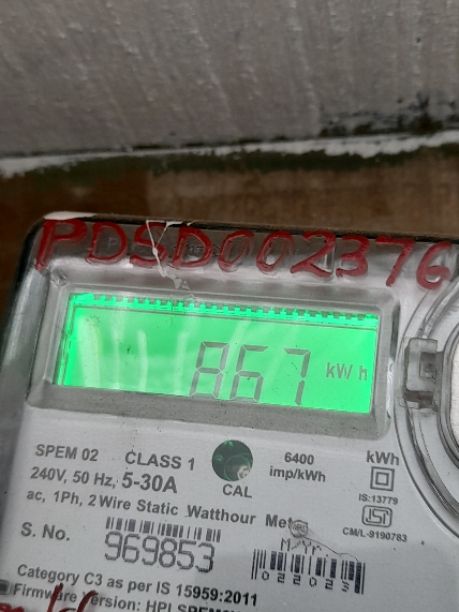 PDSD002376
867 kWh
SPEM 02 CLASS 1 6400 imp/kWh kWh
240V, 50 Hz, 5-30A CAL IS:13779
ac, 1Ph, 2 Wire Static Watthour
CM/L-9190783
S. No. 969853 M/Yr.
Category C3 as per IS 15959:2011
Firmware Version: